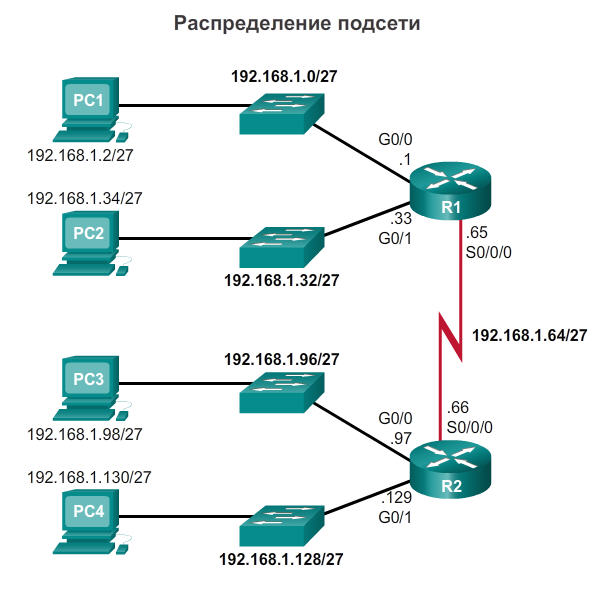 Распределение подсети
192.168.1.0/27
PC1
192.168.1.2/27
G0/0
.1
R1
192.168.1.34/27
PC2
.33
G0/1
192.168.1.32/27
.65
S0/0/0
192.168.1.64/27
192.168.1.96/27
PC3
192.168.1.98/27
.66
S0/0/0
G0/0
.97
R2
192.168.1.130/27
PC4
.129
G0/1
192.168.1.128/27